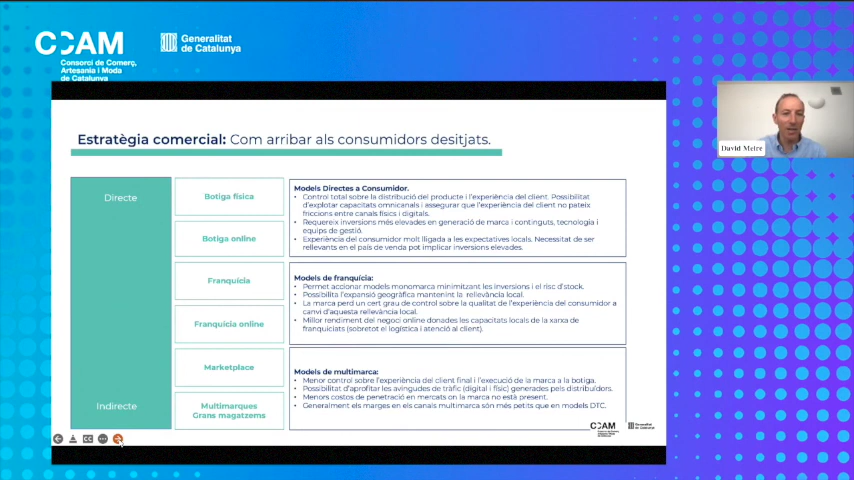 CCAM
Consorci de Comerç,
Artesania i Moda
de Catalunya
Generalitat
de Catalunya
Estratègia comercial: Com arribar als consumidors desitjats.
Directe
Indirecte
Botiga física
Botiga online
Franquícia
Franquícia online
Marketplace
Multimarques
Grans magatzems
Models Directes a Consumidor.
• Control total sobre la distribució del producte i l'experiència del client. Possibilitat
d'explotar capacitats omnicanals i assegurar que l'experiència del client no pateix
friccions entre canals físics i digitals.
• Requereix inversions més elevades en generació de marca i continguts, tecnologia i
equips de gestió.
• Experiència del consumidor molt lligada a les expectatives locals. Necessitat de ser
rellevants en el país de venda pot implicar inversions elevades.
Models de franquícia:
• Permet accionar models monomarca minimitzant les inversions i el risc d'stock.
• Possibilita l'expansió geogràfica mantenint la rellevància local.
• La marca perd un cert grau de control sobre la qualitat de l'experiència del consumidor a
canvi d'aquesta rellevància local.
• Millor rendiment del negoci online donades les capacitats locals de la xarxa de
franquiciats (sobretot el logística i atenció al client).
Models de multimarca:
• Menor control sobre l'experiència del client final i l'execució de la marca a la botiga.
• Possibilitat d'aprofitar les avingudes de tràfic (digital i físic) generades pels distribuïdors.
• Menors costos de penetració en mercats on la marca no està present.
• Generalment els marges en els canals multimarca són més petits que en models DTC.
CCAM
Generalitat
de Catalunya
CC
David Meire